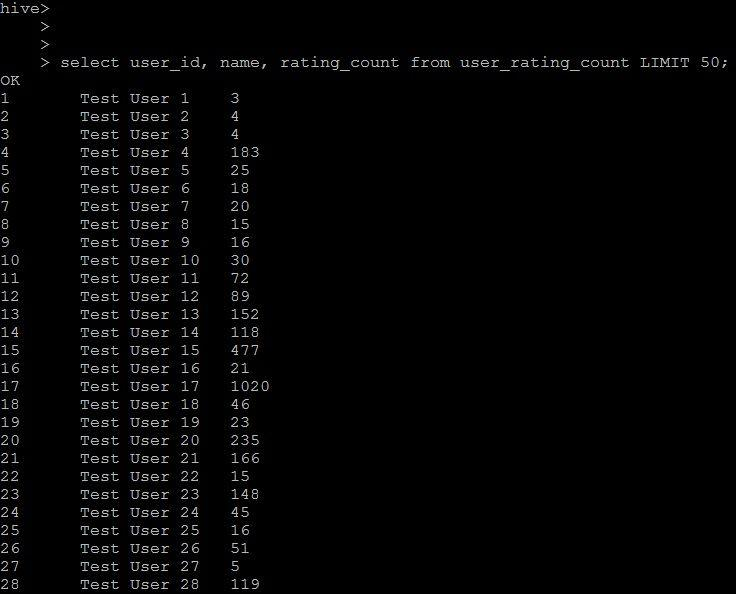 hive>
>
>
> select user_id, name, rating_count from user_rating_count LIMIT 50;
OK
1 Test User 1 3
2 Test User 2 4
3 Test User 3 4
4 Test User 4 183
5 Test User 5 25
6 Test User 6 18
7 Test User 7 20
8 Test User 8 15
9 Test User 9 16
10 Test User 10 30
11 Test User 11 72
12 Test User 12 89
13 Test User 13 152
14 Test User 14 118
15 Test User 15 477
16 Test User 16 21
17 Test User 17 1020
18 Test User 18 46
19 Test User 19 23
20 Test User 20 235
21 Test User 21 166
22 Test User 22 15
23 Test User 23 148
24 Test User 24 45
25 Test User 25 16
26 Test User 26 51
27 Test User 27 5
28 Test User 28 119